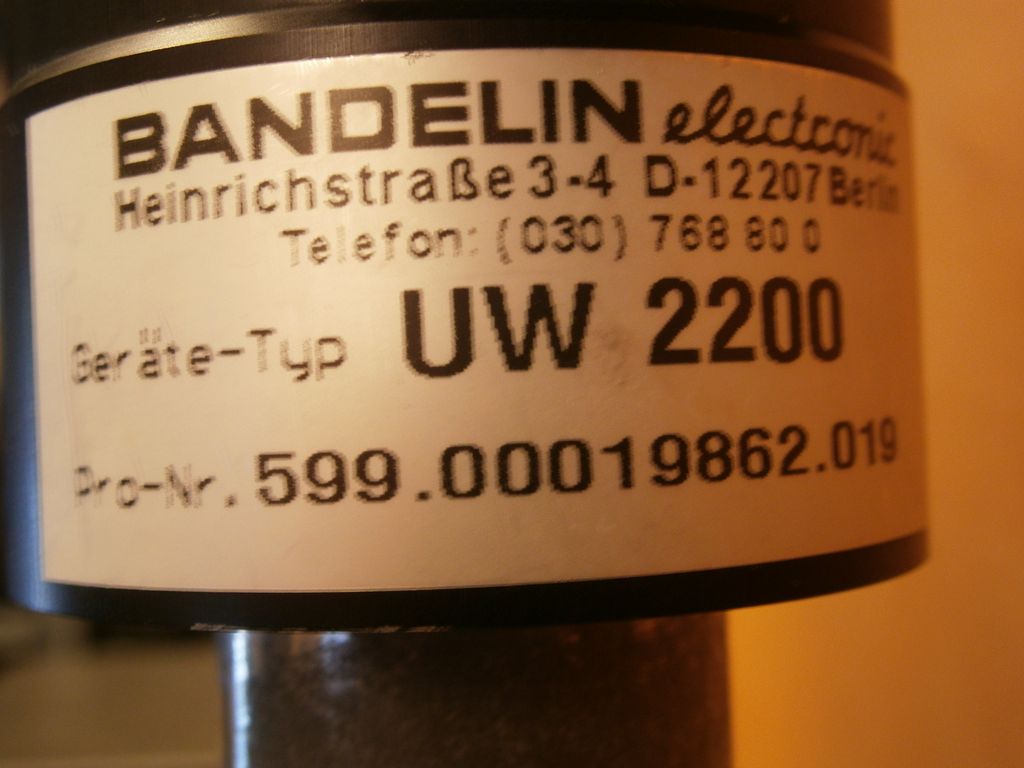 BANDELIN electronic
Heinrichstraße 3-4 D-12207 Berlin
Telefon: (030) 768 80 0
Geräte-Typ UW 2200
Pro-Nr. 599.00019862.019